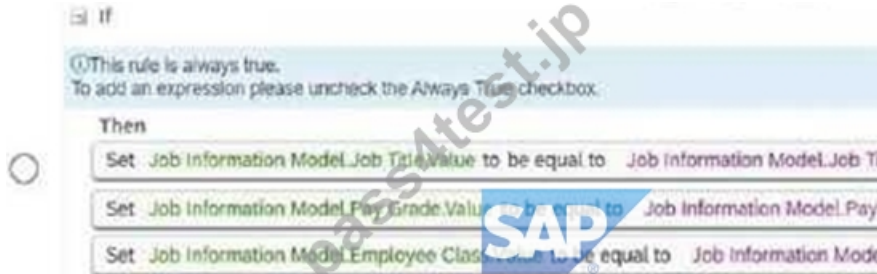 If
This rule is always true.
To add an expression please uncheck the Always True checkbox.
Then
Set Job Information Model.Job Title.Value to be equal to Job Information Model.Job Ti
Set Job Information Model.Pay Grade.Value to be equal to Job Information Model.Pay
Set Job Information Model.Employee Class.Value to be equal to Job Information Mode
pass4test.jp
SAP